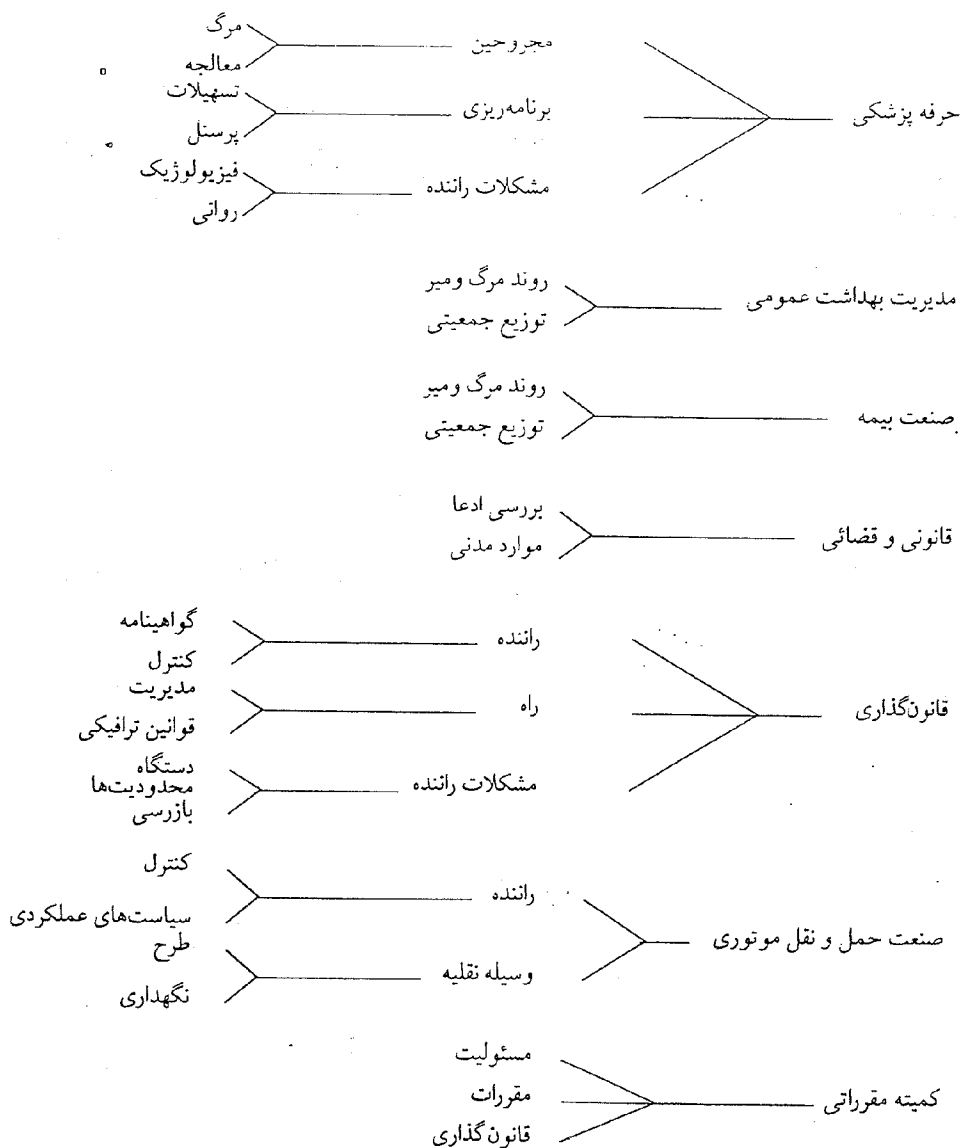 حرفه پزشکی
مجروحین
مرگ
معالجه
برنامه‌ریزی
تسهیلات
پرسنل
مشکلات راننده
فیزیولوژیک
روانی
مدیریت بهداشت عمومی
روند مرگ ومیر
توزیع جمعیتی
صنعت بیمه
روند مرگ ومیر
توزیع جمعیتی
قانونی و قضائی
بررسی ادعا
موارد مدنی
قانون‌گذاری
راننده
گواهینامه
کنترل
راه
مدیریت
قوانین ترافیکی
مشکلات راننده
دستگاه
محدودیت‌ها
بازرسی
صنعت حمل و نقل موتوری
راننده
کنترل
سیاست‌های عملکردی
وسیله نقلیه
طرح
نگهداری
کمیته مقرراتی
مسئولیت
مقررات
قانون‌گذاری